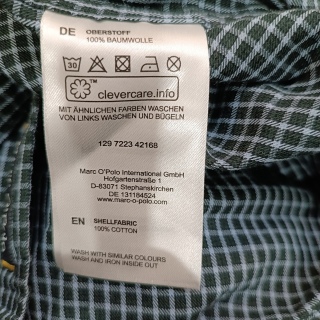 DE OBERSTOFF
100% BAUMWOLLE
30
clevercare.info
MIT ÄHNLICHEN FARBEN WASCHEN
VON LINKS WASCHEN UND BÜGELN
129 7223 42168
Marc O'Polo International GmbH
Hofgartenstraße 1
D-83071 Stephanskirchen
DE 131184524
www.marc-o-polo.com
EN SHELLFABRIC
100% COTTON
WASH WITH SIMILAR COLOURS
WASH AND IRON INSIDE OUT